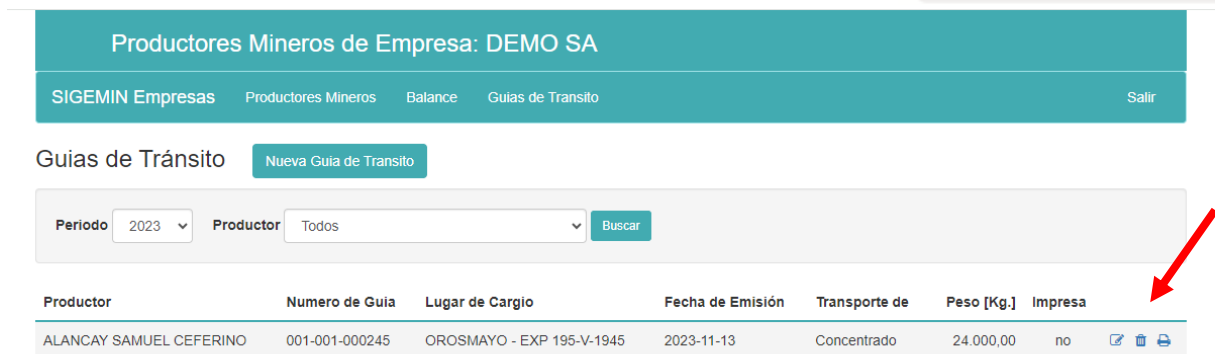 Productores Mineros de Empresa: DEMO SA
SIGEMIN Empresas Productores Mineros Balance Guias de Transito Salir
Guias de Tránsito Nueva Guia de Transito
Periodo 2023 Productor Todos Buscar
Productor Numero de Guia Lugar de Cargio Fecha de Emisión Transporte de Peso [Kg.] Impresa
ALANCAY SAMUEL CEFERINO 001-001-000245 OROSMAYO - EXP 195-V-1945 2023-11-13 Concentrado 24.000,00 no